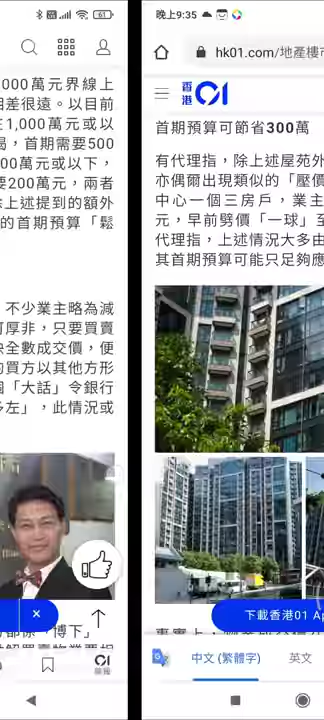 61
000萬元界線上
相差很遠。以目前
E1,000萬元或以
揭，首期需要500
00萬元或以下，
要200萬元，兩者
除上述提到的額外
的首期預算「鬆
不少業主略為減
可厚非，只要買賣
全數成交價，便
的買方以其他方形
「大話」令銀行
多左」，此情況或
「博下」
×
01
晚上9:35
hk01.com/地產樓市
香港01
首期預算可節省300萬
有代理指，除上述屋苑外
亦偶爾出現類似的「壓價
中心一個三房戶，業主
元，早前劈價「一球」至
代理指，上述情況大多由
其首期預算可能只足夠應
下載香港01 Ap
中文 (繁體字)
英文